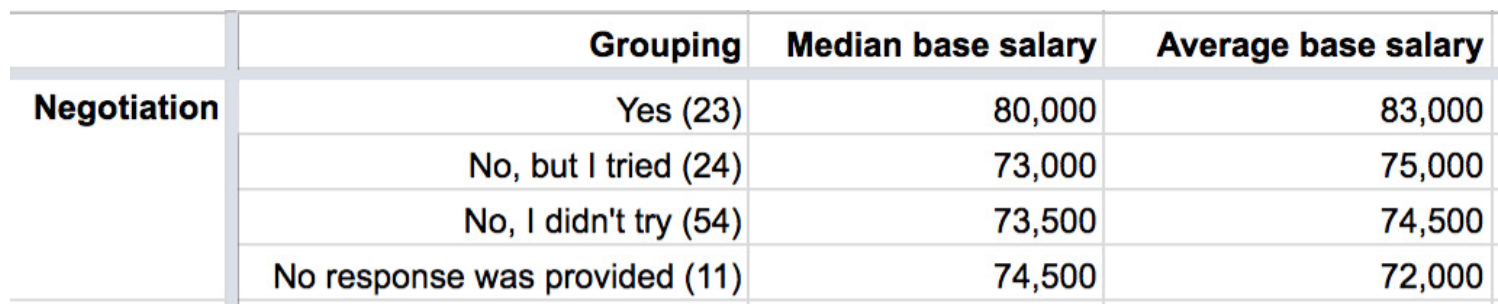 Grouping Median base salary Average base salary
Negotiation Yes (23) 80,000 83,000
No, but I tried (24) 73,000 75,000
No, I didn't try (54) 73,500 74,500
No response was provided (11) 74,500 72,000